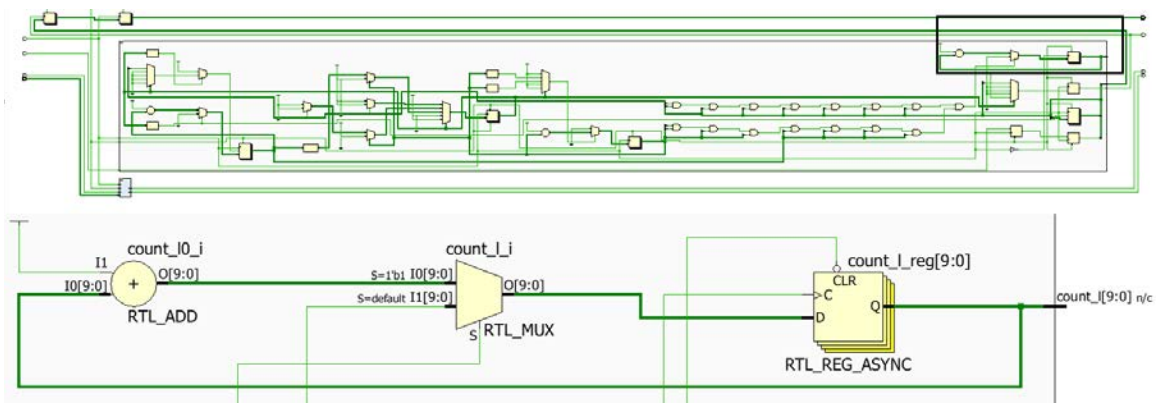 count_l0_i
count_l_i
count_l_reg[9:0]
I1
I0[9:0]
O[9:0]
+
RTL_ADD
S=1'b1 I0[9:0]
S=default I1[9:0]
O[9:0]
S
RTL_MUX
CLR
C
D
Q
RTL_REG_ASYNC
count_l[9:0] n/c